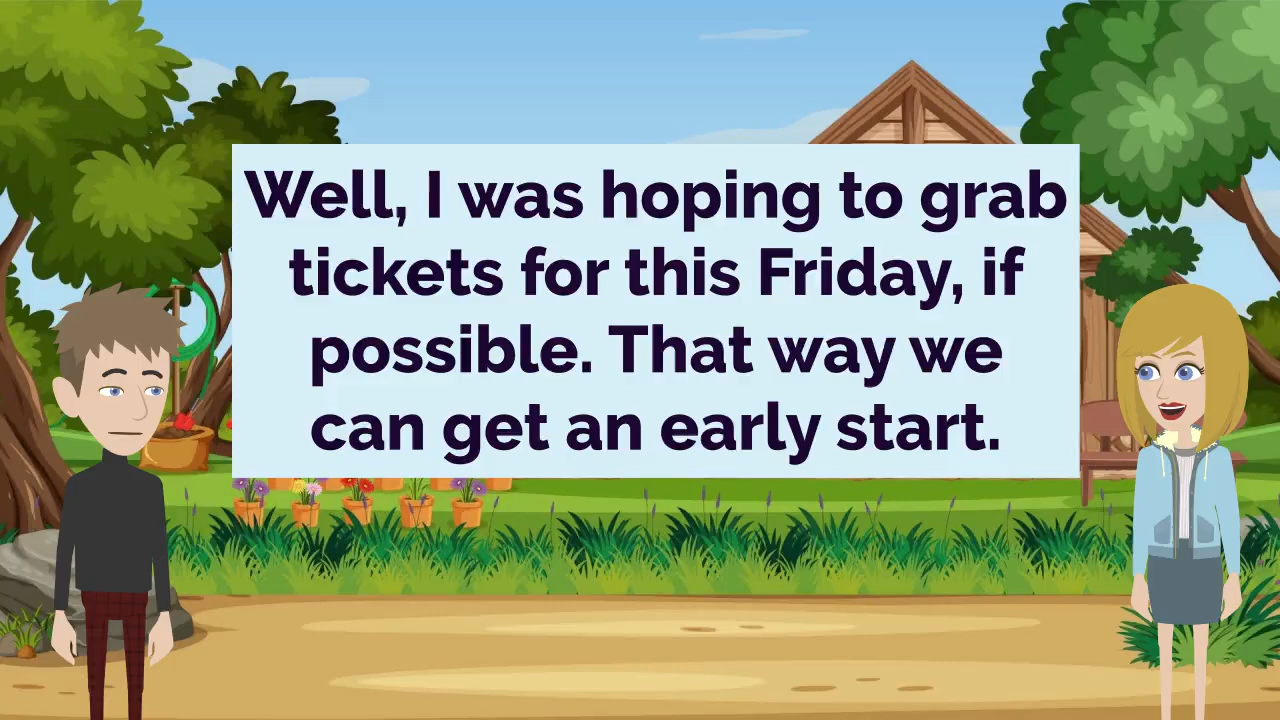 Well, I was hoping to grab
tickets for this Friday, if
possible. That way we
can get an early start.